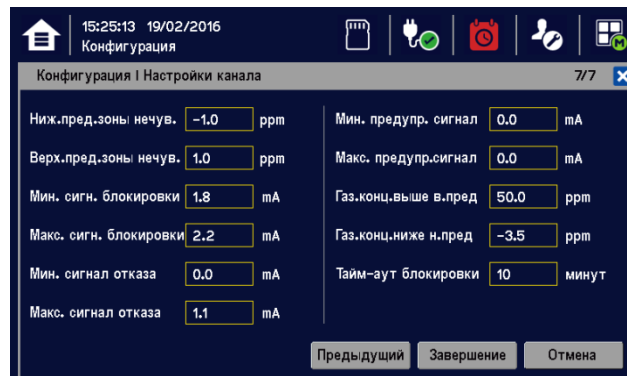 15:25:13 19/02/2016
Конфигурация
Конфигурация I Настройки канала 7/7
Ниж.пред.зоны нечув. -1.0 ppm
Мин. предупр. сигнал 0.0 mA
Верх.пред.зоны нечув. 1.0 ppm
Макс. предупр.сигнал 0.0 mA
Мин. сигн. блокировки 1.8 mA
Газ.конц.выше в.пред 50.0 ppm
Макс. сигн. блокировки 2.2 mA
Газ.конц.ниже н.пред -3.5 ppm
Мин. сигнал отказа 0.0 mA
Тайм-аут блокировки 10 минут
Макс. сигнал отказа 1.1 mA
Предыдущий Завершение Отмена